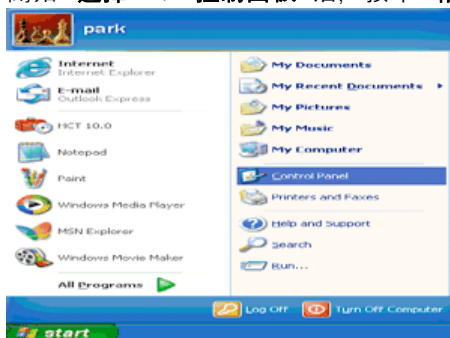 park
Internet
Internet Explorer
E-mail
Outlook Express
HCT 10.0
Notepad
Paint
Windows Media Player
MSN Explorer
Windows Movie Maker
All Programs
My Documents
My Recent Documents
My Pictures
My Music
My Computer
Control Panel
Printers and Faxes
Help and Support
Search
Run...
Log Off
Turn Off Computer
start